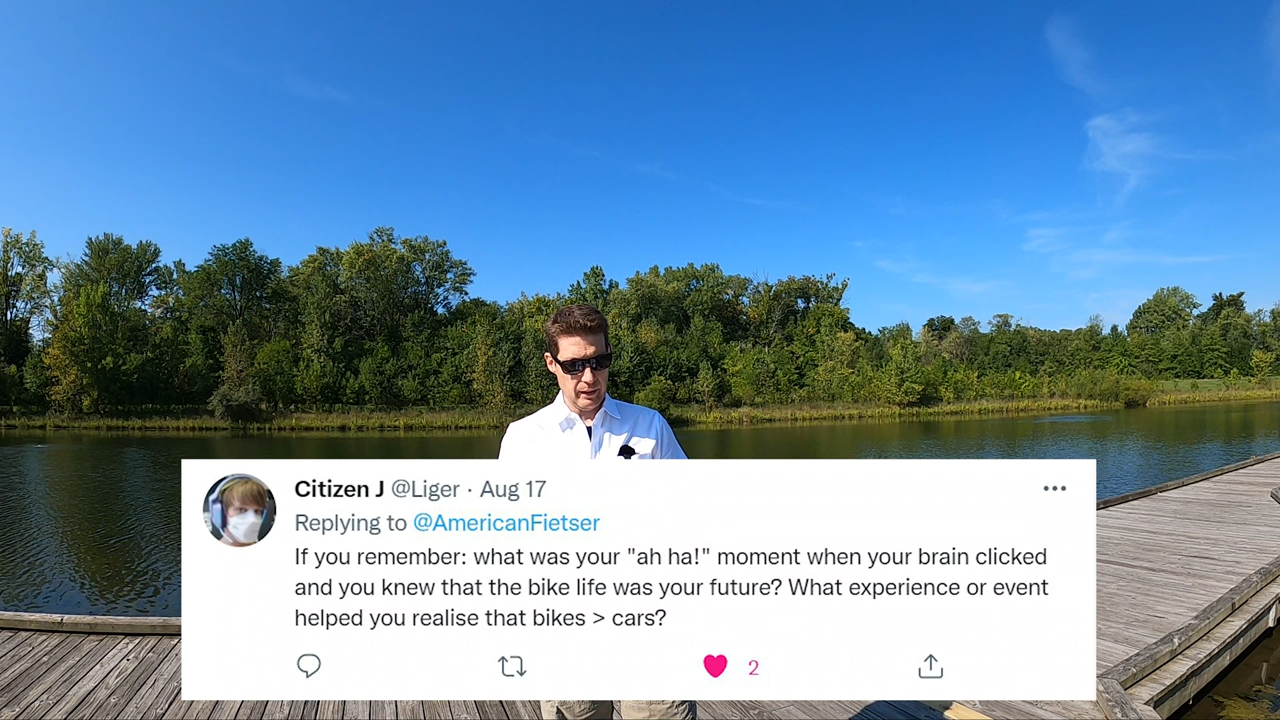 Citizen J @Liger · Aug 17
Replying to @AmericanFietser
If you remember: what was your "ah ha!" moment when your brain clicked
and you knew that the bike life was your future? What experience or event
helped you realise that bikes > cars?
2